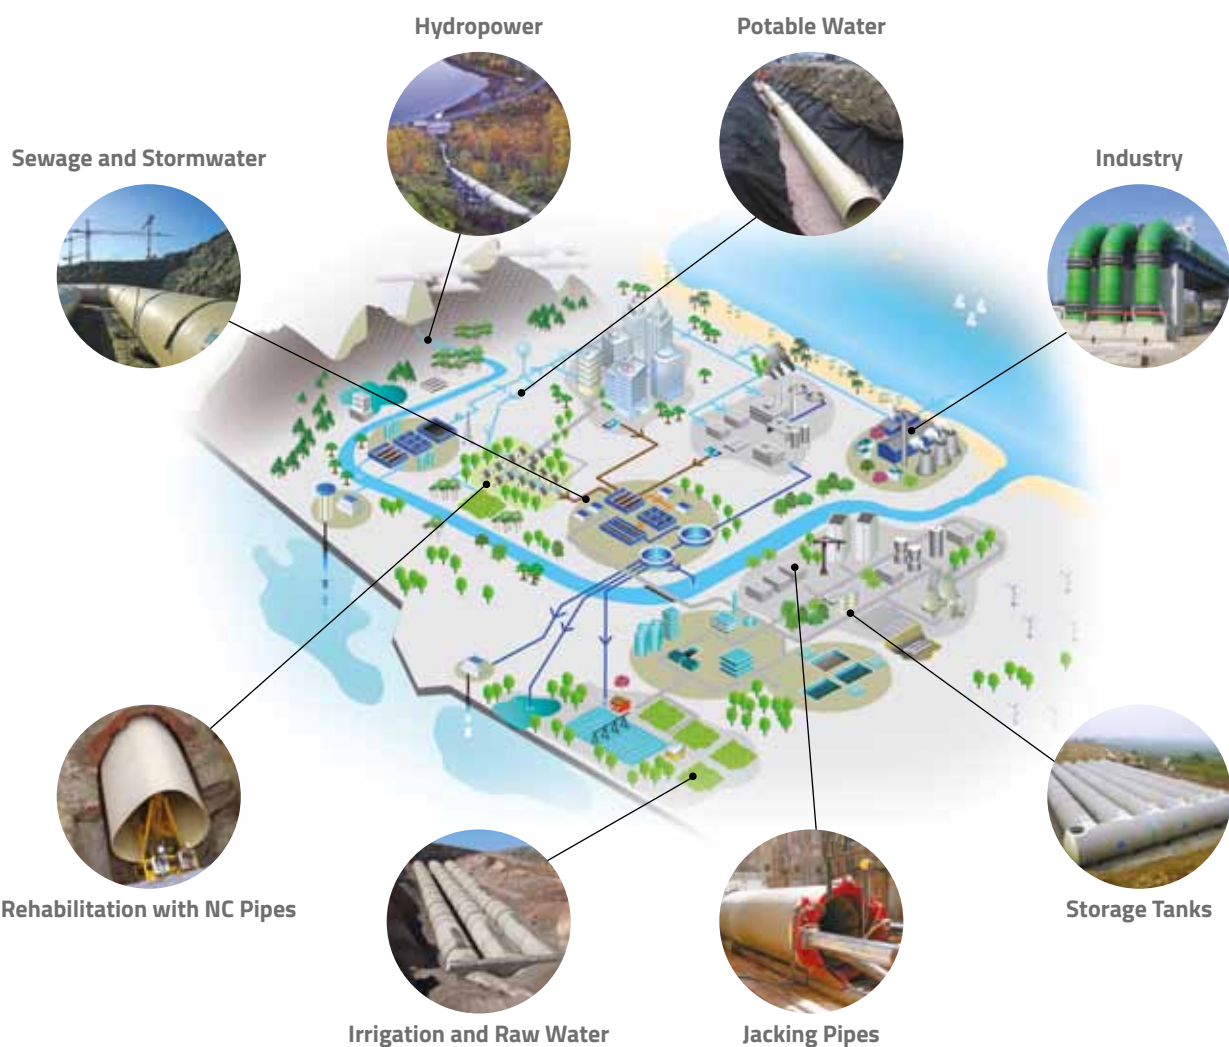 Hydropower
Potable Water
Sewage and Stormwater
Industry
Rehabilitation with NC Pipes
Storage Tanks
Irrigation and Raw Water
Jacking Pipes